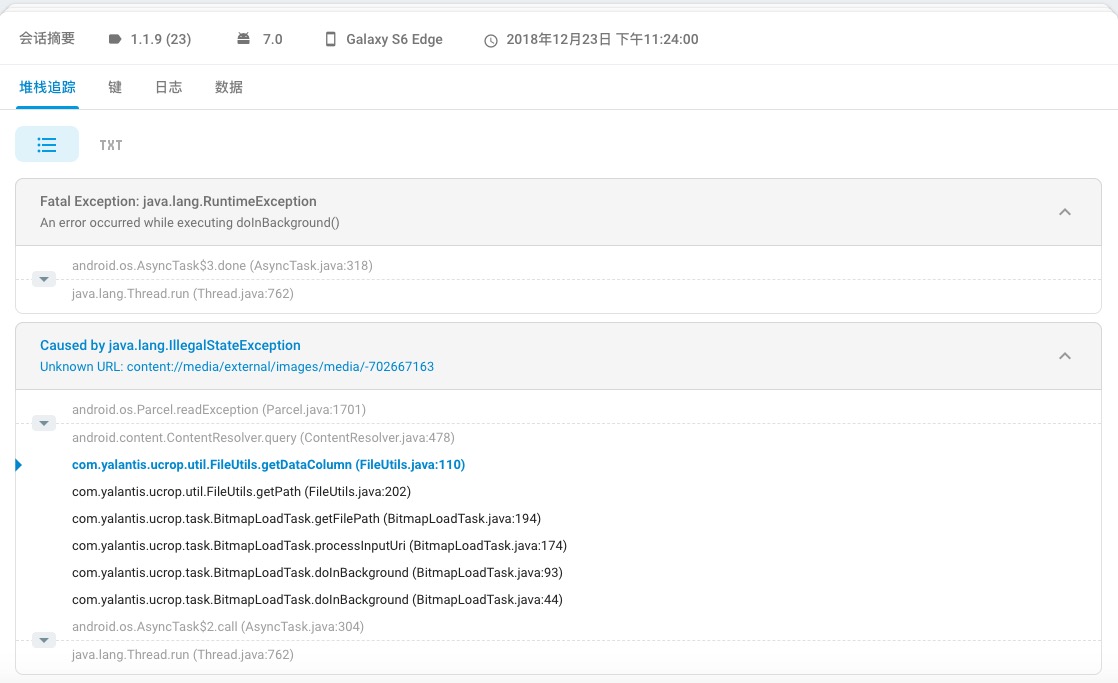 会话摘要 1.1.9 (23) 7.0 Galaxy S6 Edge 2018年12月23日 下午11:24:00
堆栈追踪 键 日志 数据
TXT
Fatal Exception: java.lang.RuntimeException
An error occurred while executing doInBackground()
android.os.AsyncTask$3.done (AsyncTask.java:318)
java.lang.Thread.run (Thread.java:762)
Caused by java.lang.IllegalStateException
Unknown URL: content://media/external/images/media/-702667163
android.os.Parcel.readException (Parcel.java:1701)
android.content.ContentResolver.query (ContentResolver.java:478)
com.yalantis.ucrop.util.FileUtils.getDataColumn (FileUtils.java:110)
com.yalantis.ucrop.util.FileUtils.getPath (FileUtils.java:202)
com.yalantis.ucrop.task.BitmapLoadTask.getFilePath (BitmapLoadTask.java:194)
com.yalantis.ucrop.task.BitmapLoadTask.processInputUri (BitmapLoadTask.java:174)
com.yalantis.ucrop.task.BitmapLoadTask.doInBackground (BitmapLoadTask.java:93)
com.yalantis.ucrop.task.BitmapLoadTask.doInBackground (BitmapLoadTask.java:44)
android.os.AsyncTask$2.call (AsyncTask.java:304)
java.lang.Thread.run (Thread.java:762)